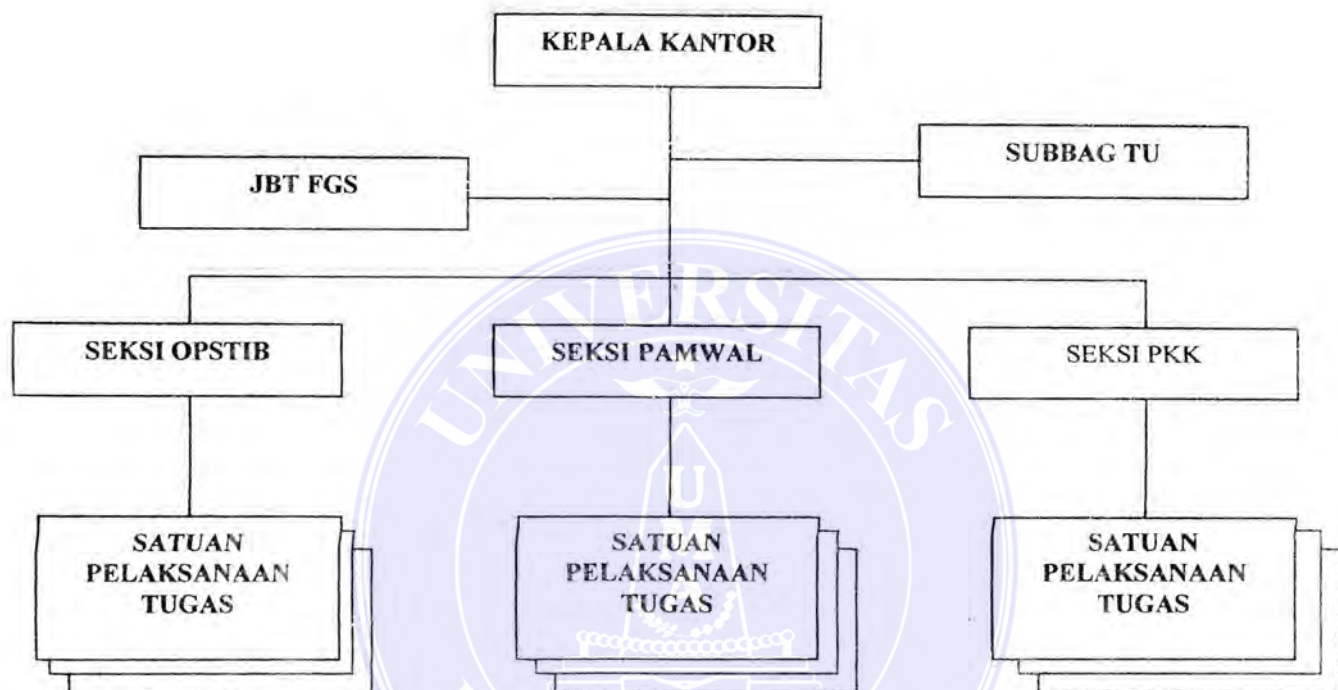 KEPALA KANTOR
SUBBAG TU
JBT FGS
SEKSI OPSTIB
SEKSI PAMWAL
SEKSI PKK
UNIVERSITAS
U
M
A
SATUAN
PELAKSANAAN
TUGAS
SATUAN
PELAKSANAAN
TUGAS
SATUAN
PELAKSANAAN
TUGAS